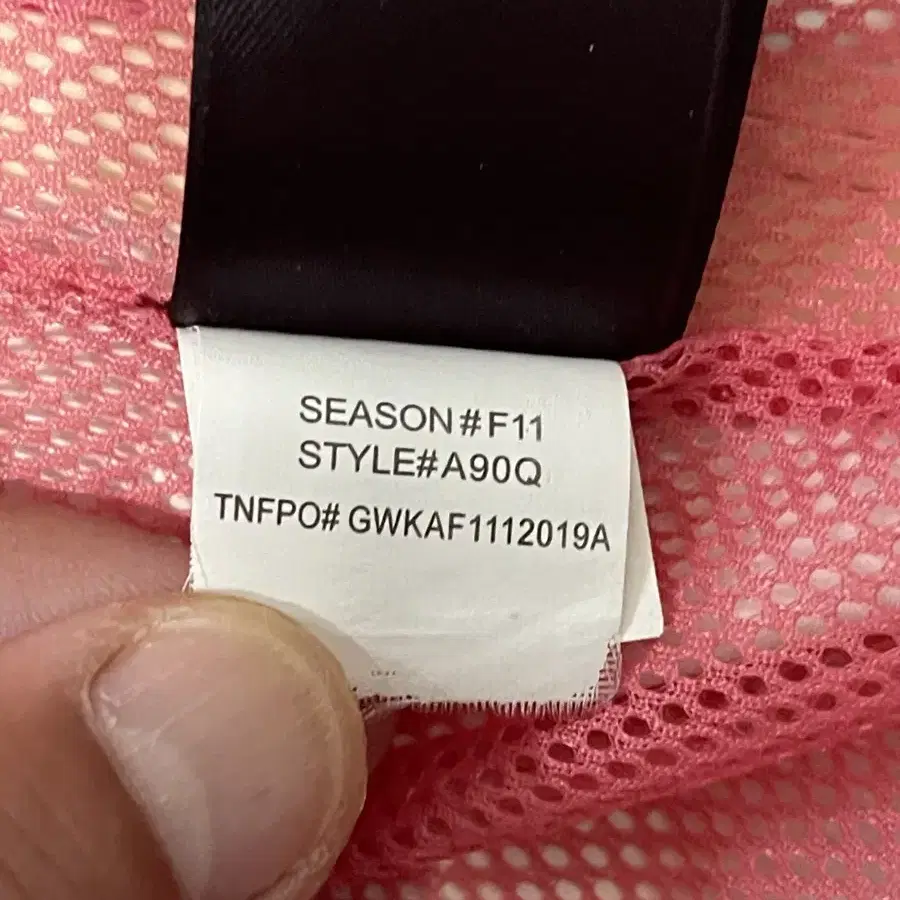 SEASON#F11
STYLE#A90Q
TNFPO# GWKAF1112019A